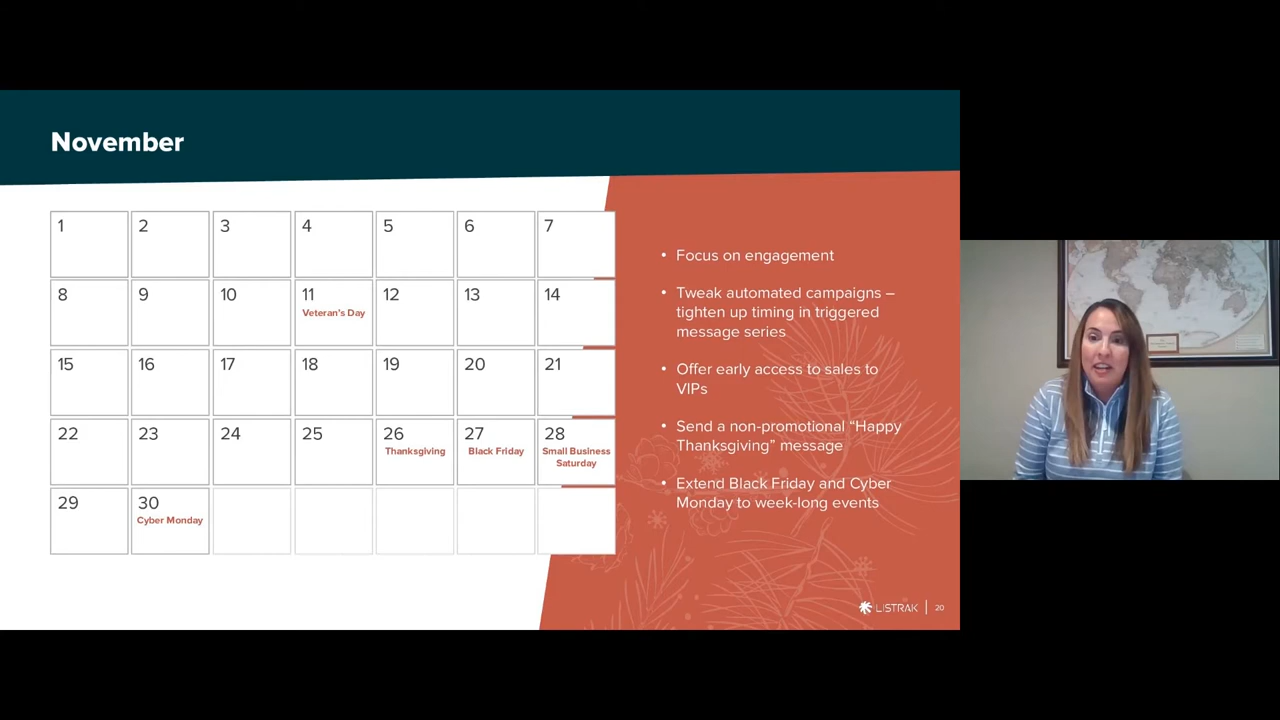 November
1 2 3 4 5 6 7
8 9 10 11 12 13 14
Veteran's Day
15 16 17 18 19 20 21
22 23 24 25 26 27 28
Thanksgiving Black Friday Small Business
Saturday
29 30
Cyber Monday
• Focus on engagement
• Tweak automated campaigns –
tighten up timing in triggered
message series
• Offer early access to sales to
VIPs
• Send a non-promotional “Happy
Thanksgiving” message
• Extend Black Friday and Cyber
Monday to week-long events
LISTRAK | 20